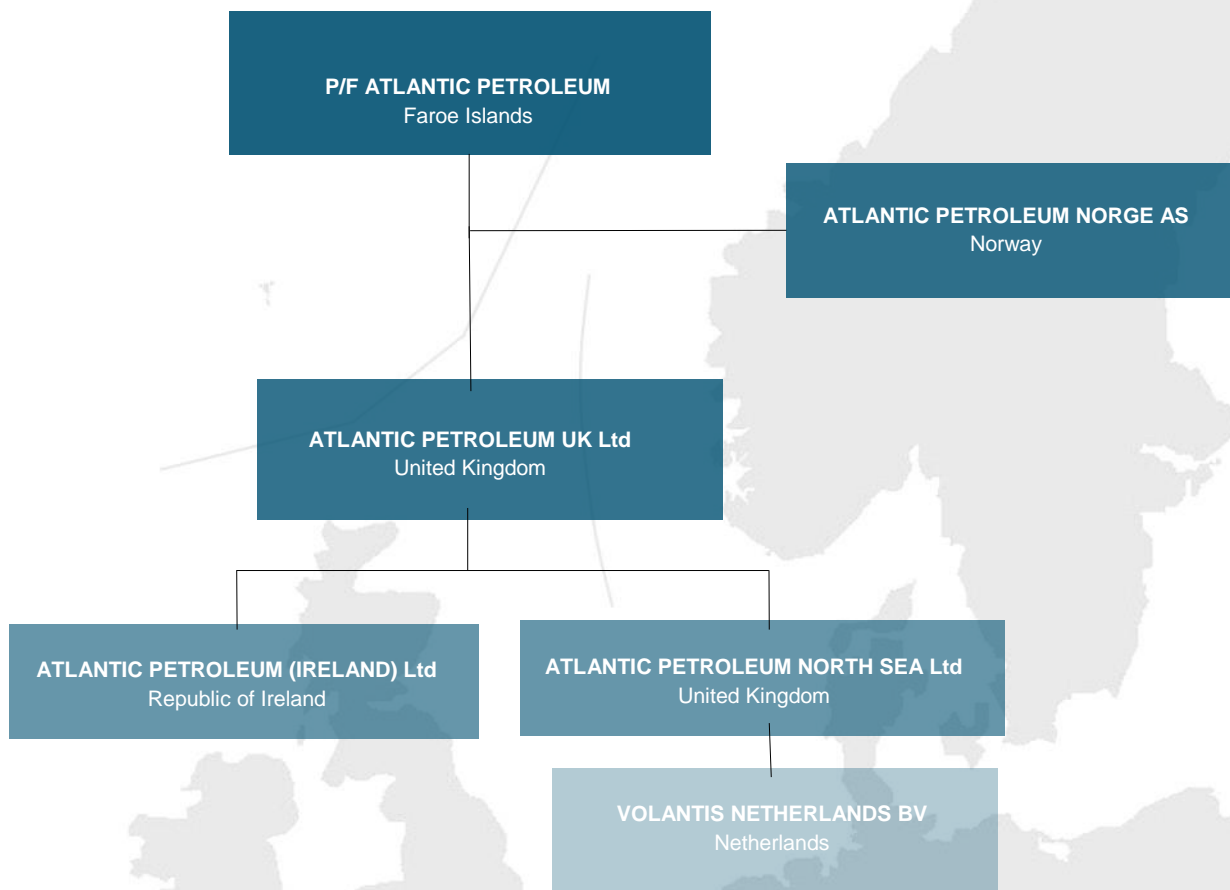 P/F ATLANTIC PETROLEUM
Faroe Islands
ATLANTIC PETROLEUM NORGE AS
Norway
ATLANTIC PETROLEUM UK Ltd
United Kingdom
ATLANTIC PETROLEUM (IRELAND) Ltd
Republic of Ireland
ATLANTIC PETROLEUM NORTH SEA Ltd
United Kingdom
VOLANTIS NETHERLANDS BV
Netherlands